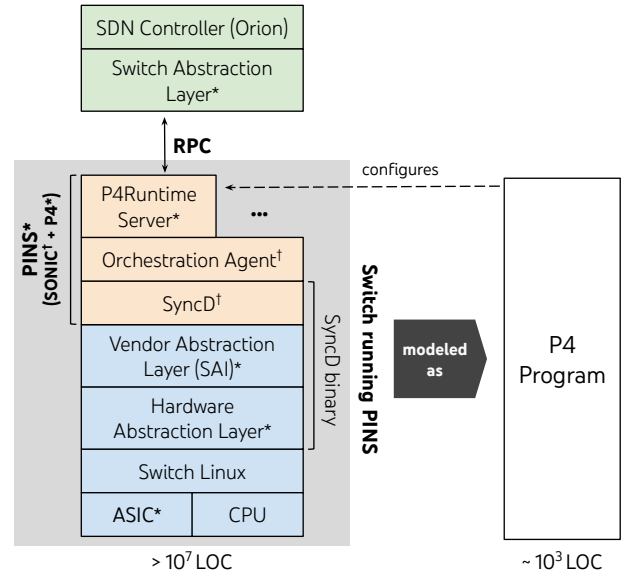 SDN Controller (Orion)
Switch Abstraction
Layer*
RPC
configures
PINS*
(SONIC† + P4*)
P4Runtime
Server*
...
Orchestration Agent†
SyncD†
Vendor Abstraction
Layer (SAI)*
Hardware
Abstraction Layer*
Switch Linux
ASIC*
CPU
SyncD binary
Switch running PINS
modeled
as
P4
Program
> 10⁷ LOC
~ 10³ LOC